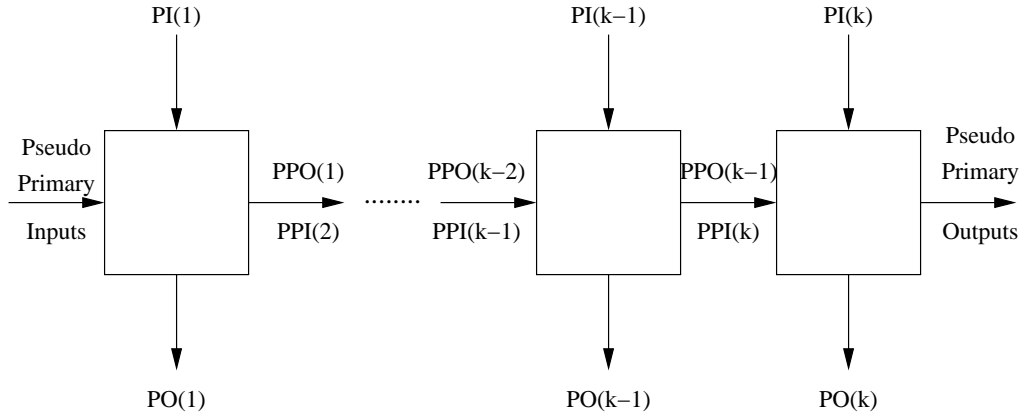 PI(1)
PI(k−1)
PI(k)
Pseudo
Primary
Inputs
PPO(1)
PPI(2)
........
PPO(k−2)
PPI(k−1)
PPO(k−1)
PPI(k)
Pseudo
Primary
Outputs
PO(1)
PO(k−1)
PO(k)